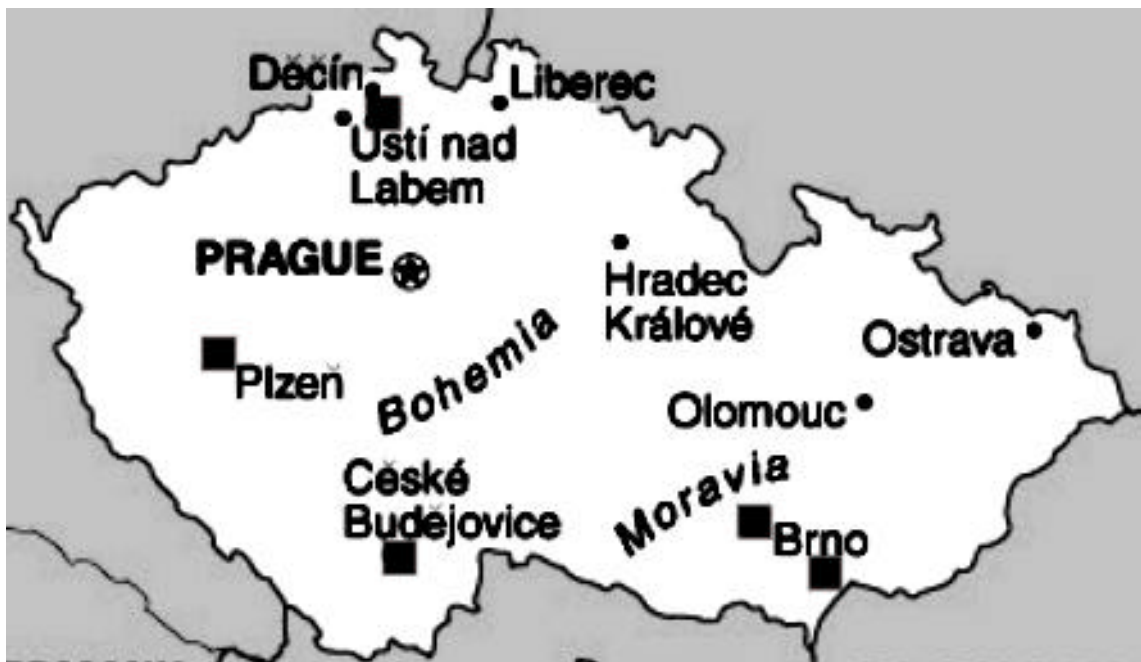 Děčín
Liberec
Ústí nad
Labem
PRAGUE
Hradec
Králové
Ostrava
Plzeň
Bohemia
Olomouc
České
Budějovice
Moravia
Brno